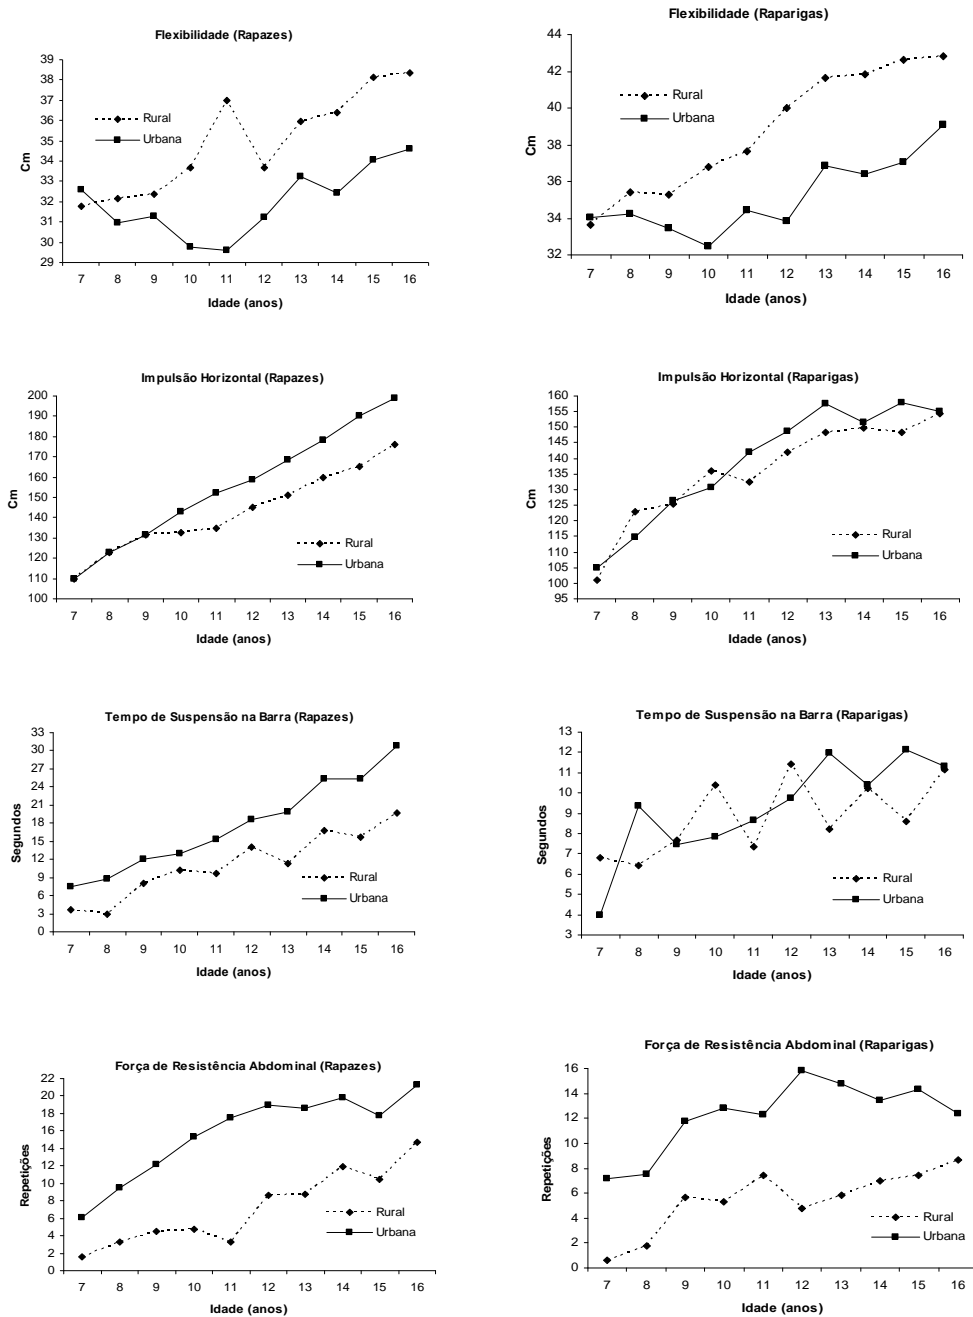 Flexibilidade (Rapazes)
39
38
37
36
35
34
33
32
31
30
29
Cm
Rural
Urbana
7 8 9 10 11 12 13 14 15 16
Idade (anos)
Flexibilidade (Raparigas)
44
42
40
38
36
34
32
Cm
Rural
Urbana
7 8 9 10 11 12 13 14 15 16
Idade (anos)
Impulsão Horizontal (Rapazes)
200
190
180
170
160
150
140
130
120
110
100
Cm
Rural
Urbana
7 8 9 10 11 12 13 14 15 16
Idade (anos)
Impulsão Horizontal (Raparigas)
160
155
150
145
140
135
130
125
120
115
110
105
100
95
Cm
Rural
Urbana
7 8 9 10 11 12 13 14 15 16
Idade (anos)
Tempo de Suspensão na Barra (Rapazes)
33
30
27
24
21
18
15
12
9
6
3
0
Segundos
Rural
Urbana
7 8 9 10 11 12 13 14 15 16
Idade (anos)
Tempo de Suspensão na Barra (Raparigas)
13
12
11
10
9
8
7
6
5
4
3
Segundos
Rural
Urbana
7 8 9 10 11 12 13 14 15 16
Idade (anos)
Força de Resistência Abdominal (Rapazes)
22
20
18
16
14
12
10
8
6
4
2
0
Repetições
Rural
Urbana
7 8 9 10 11 12 13 14 15 16
Idade (anos)
Força de Resistência Abdominal (Raparigas)
16
14
12
10
8
6
4
2
0
Repetições
Rural
Urbana
7 8 9 10 11 12 13 14 15 16
Idade (anos)